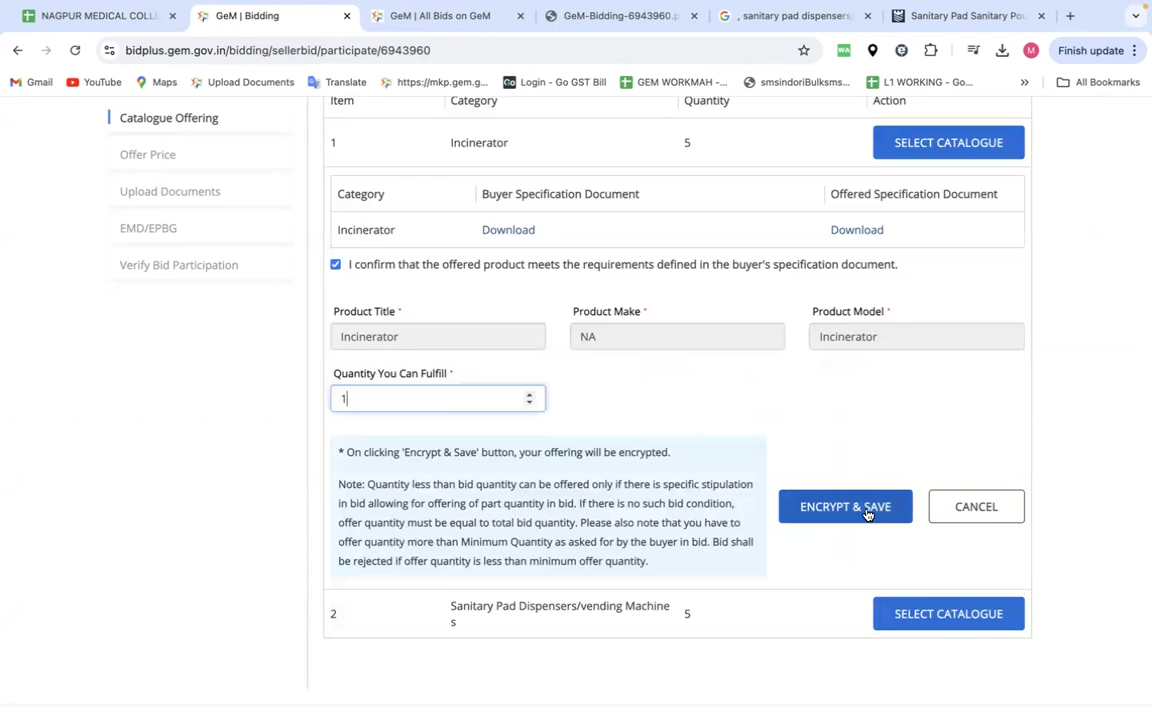 NAGPUR MEDICAL COLL
GeM | Bidding
GeM | All Bids on GeM
GeM-Bidding-6943960.p
, sanitary pad dispensers
Sanitary Pad Sanitary Pou
bidplus.gem.gov.in/bidding/sellerbid/participate/6943960
WA
M
Finish update
Gmail
YouTube
Maps
Upload Documents
Translate
https://mkp.gem.g...
Go
Login - Go GST Bill
GEM WORKMAH -...
smsindoriBulksms...
L1 WORKING - Go...
»
All Bookmarks
Catalogue Offering
Offer Price
Upload Documents
EMD/EPBG
Verify Bid Participation
Item Category Quantity Action
1 Incinerator 5 SELECT CATALOGUE
Category Buyer Specification Document Offered Specification Document
Incinerator Download Download
I confirm that the offered product meets the requirements defined in the buyer's specification document.
Product Title * Product Make * Product Model *
Incinerator NA Incinerator
Quantity You Can Fulfill *
1
* On clicking 'Encrypt & Save' button, your offering will be encrypted.
Note: Quantity less than bid quantity can be offered only if there is specific stipulation
in bid allowing for offering of part quantity in bid. If there is no such bid condition,
offer quantity must be equal to total bid quantity. Please also note that you have to
offer quantity more than Minimum Quantity as asked for by the buyer in bid. Bid shall
be rejected if offer quantity is less than minimum offer quantity.
ENCRYPT & SAVE
CANCEL
2 Sanitary Pad Dispensers/vending Machine 5 SELECT CATALOGUE
s